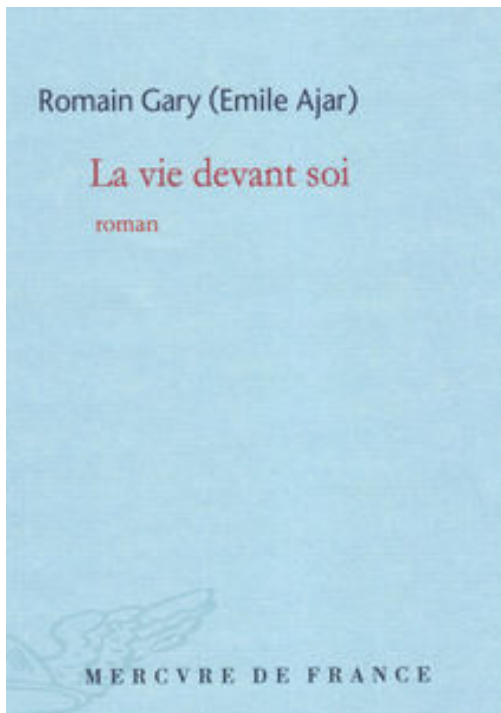 Romain Gary (Emile Ajar)
La vie devant soi
roman
MERCVRE DE FRANCE